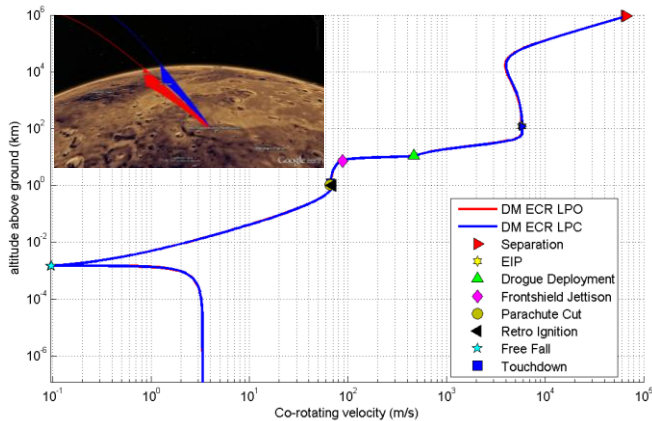 10^6
10^4
10^2
10^0
10^-2
10^-4
10^-6
altitude above ground (km)
Google
DM ECR LPO
DM ECR LPC
Separation
EIP
Drogue Deployment
Frontshield Jettison
Parachute Cut
Retro Ignition
Free Fall
Touchdown
10^-1 10^0 10^1 10^2 10^3 10^4 10^5
Co-rotating velocity (m/s)